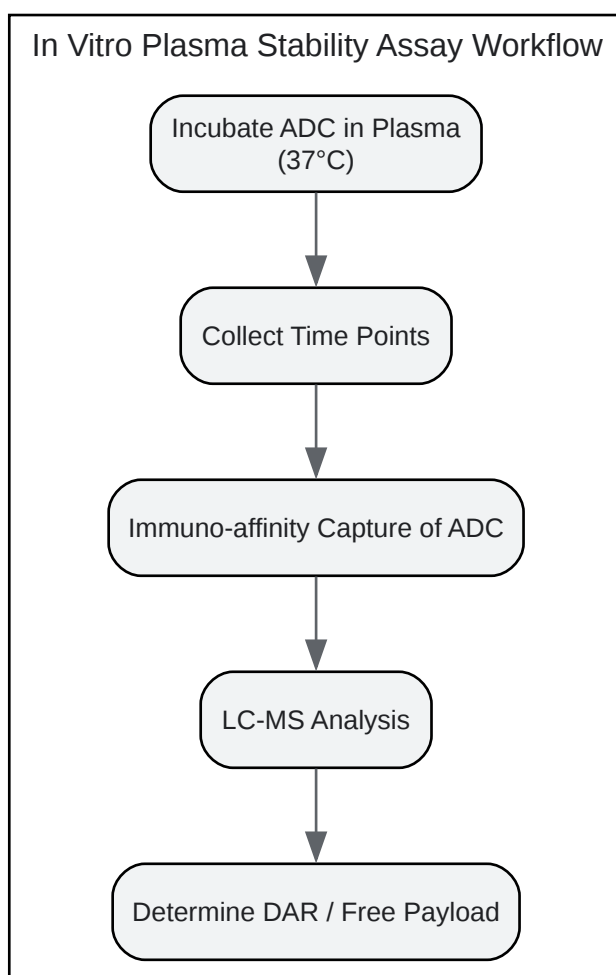 In Vitro Plasma Stability Assay Workflow
Incubate ADC in Plasma
(37°C)
Collect Time Points
Immuno-affinity Capture of ADC
LC-MS Analysis
Determine DAR / Free Payload